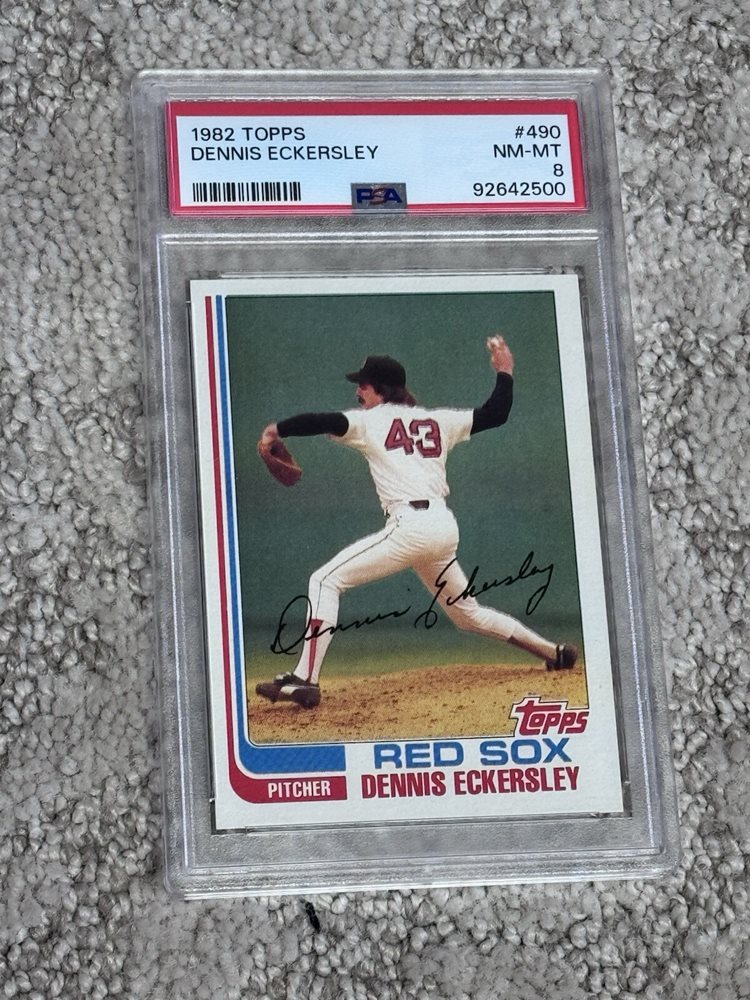 1982 TOPPS #490
DENNIS ECKERSLEY NM-MT
8
PSA 92642500
43
Dennis Eckersley
Topps
RED SOX
PITCHER DENNIS ECKERSLEY